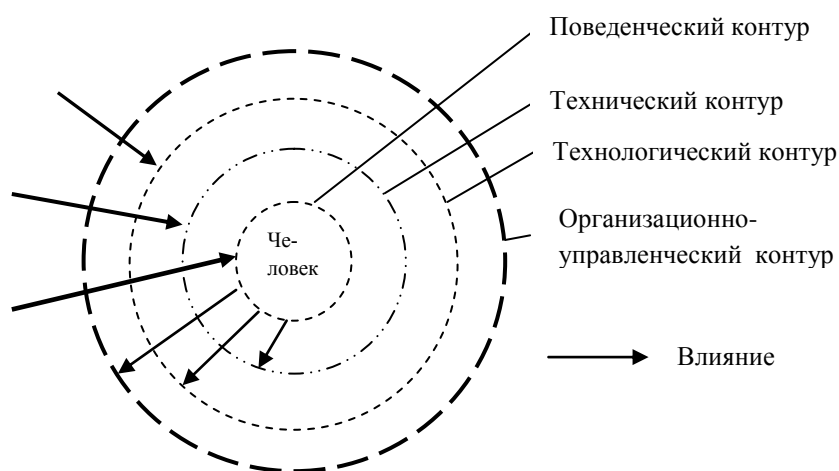 Поведенческий контур
Технический контур
Технологический контур
Организационно-
управленческий контур
Че-
ловек
Влияние